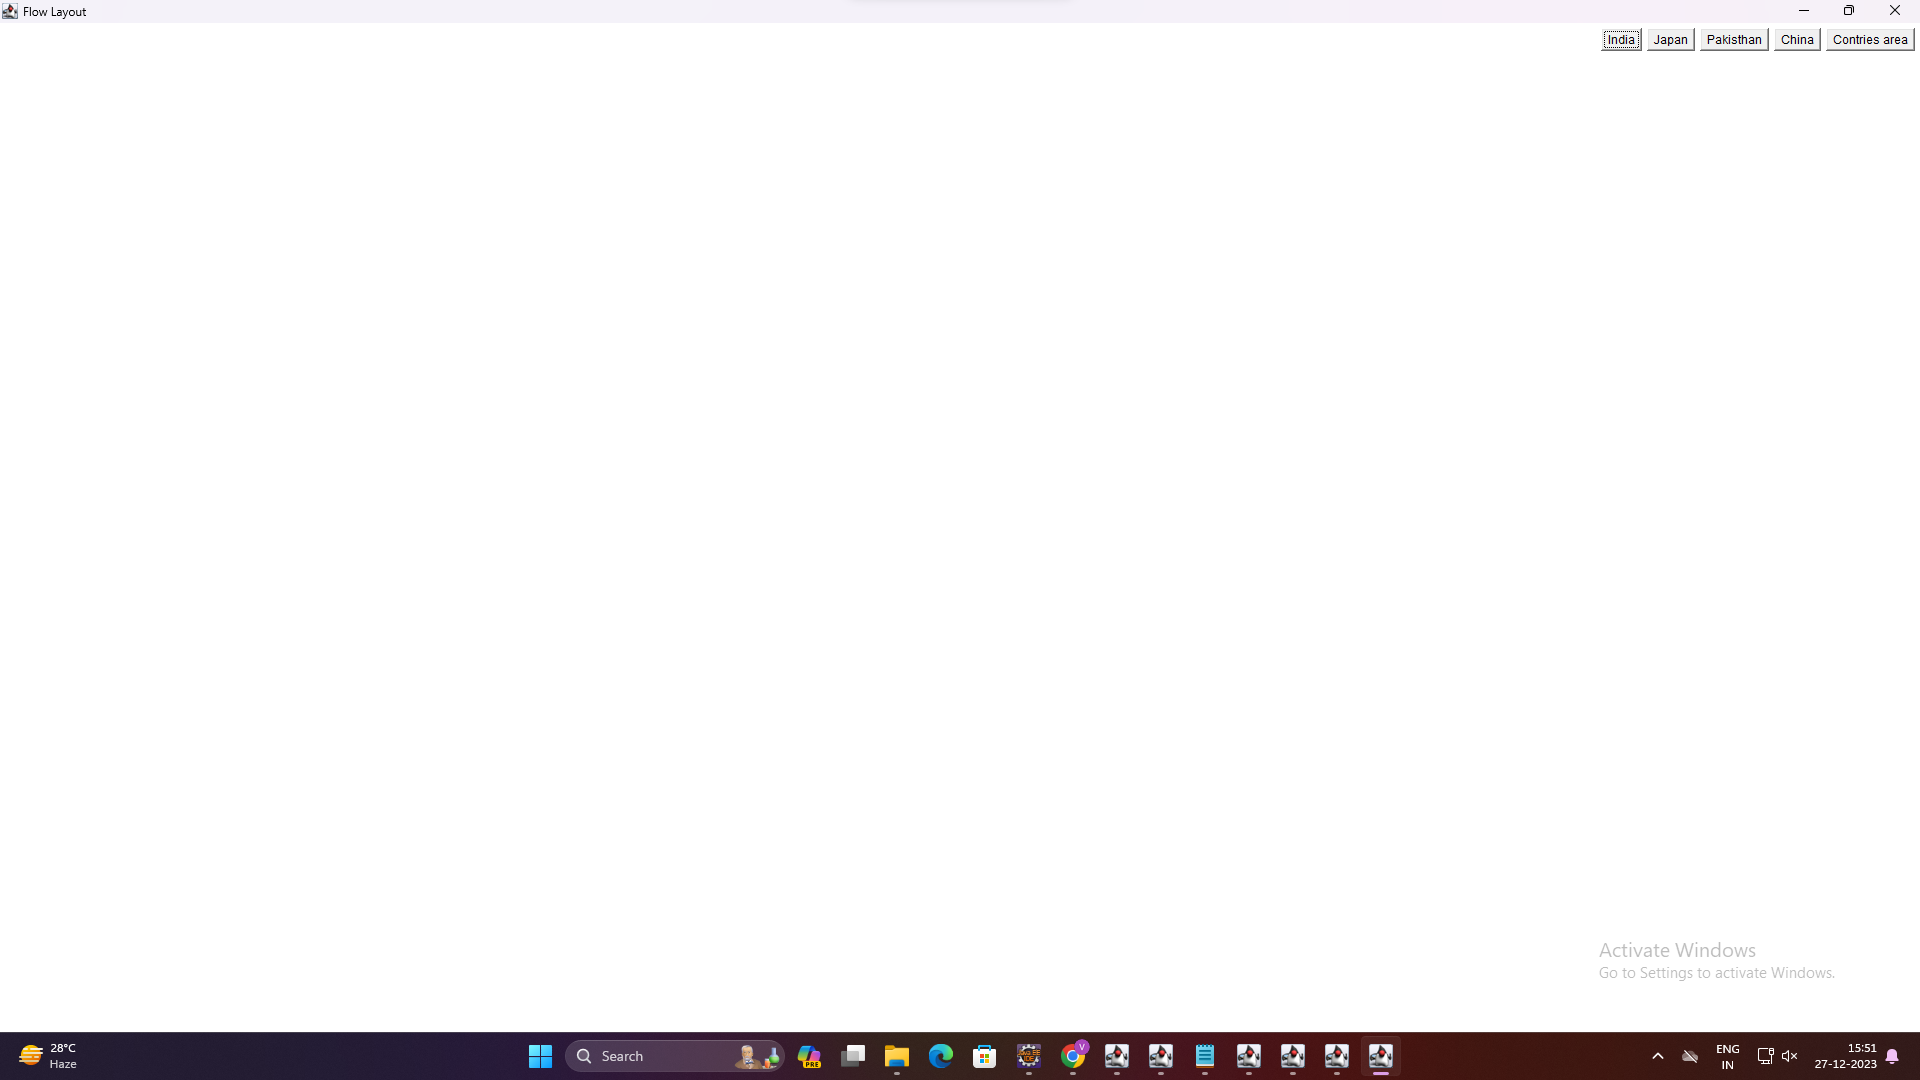 Flow Layout
India Japan Pakisthan China Contries area
Activate Windows
Go to Settings to activate Windows.
28°C
Haze
Search
PRE
V
ENG
IN
15:51
27-12-2023